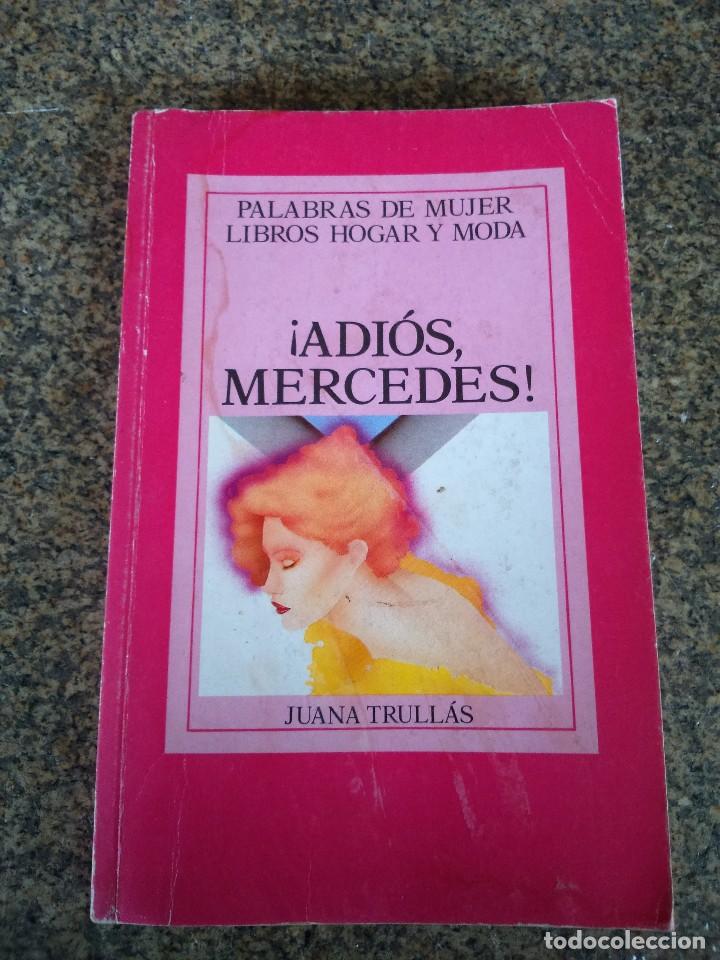 PALABRAS DE MUJER
LIBROS HOGAR Y MODA
¡ADIÓS,
MERCEDES!
JUANA TRULLÁS
todocoleccion